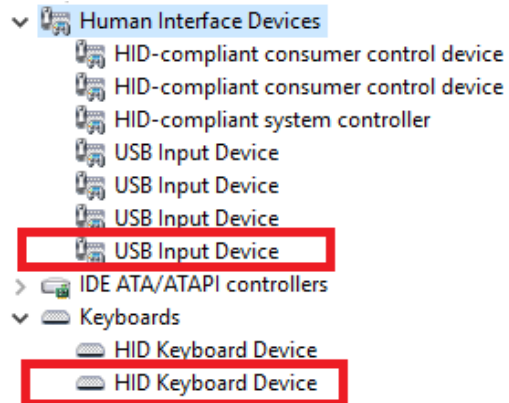 Human Interface Devices
HID-compliant consumer control device
HID-compliant consumer control device
HID-compliant system controller
USB Input Device
USB Input Device
USB Input Device
USB Input Device
IDE ATA/ATAPI controllers
Keyboards
HID Keyboard Device
HID Keyboard Device